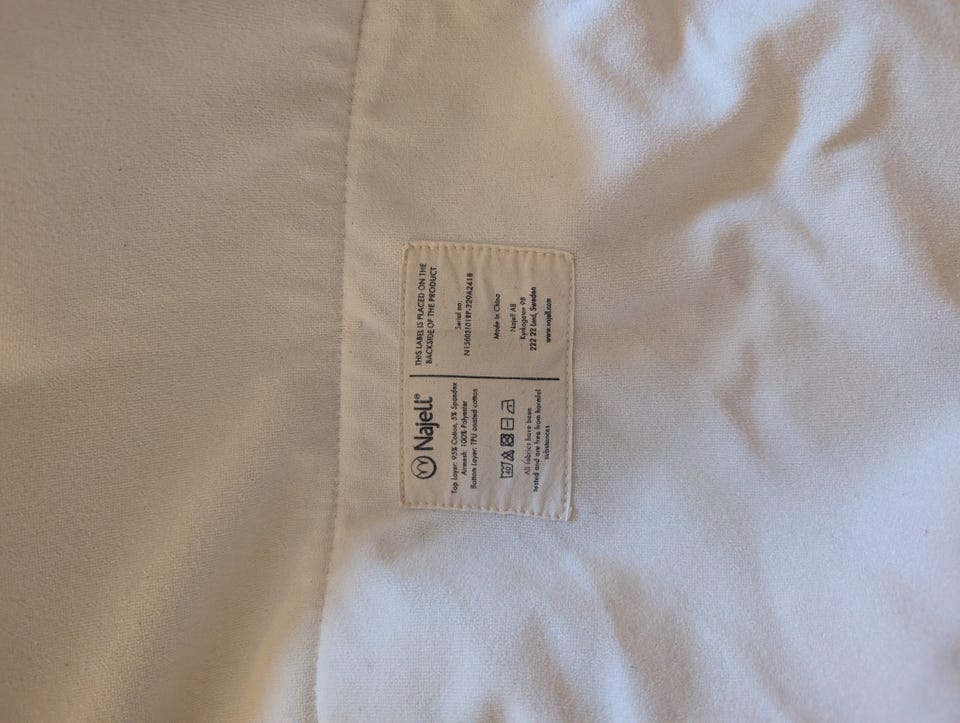 Najell®
Top Layer: 95% Cotton, 5% Spandex
Airmesh: 100% Polyester
Bottom Layer: TPU coated cotton
40
All fabrics have been
tested and are free from harmful
substances
THIS LABEL IS PLACED ON THE
BACKSIDE OF THE PRODUCT.
Serial no:
Made in China
Najell AB
Kyrkogatan 9B
222 22 Lund, Sweden
www.najell.com